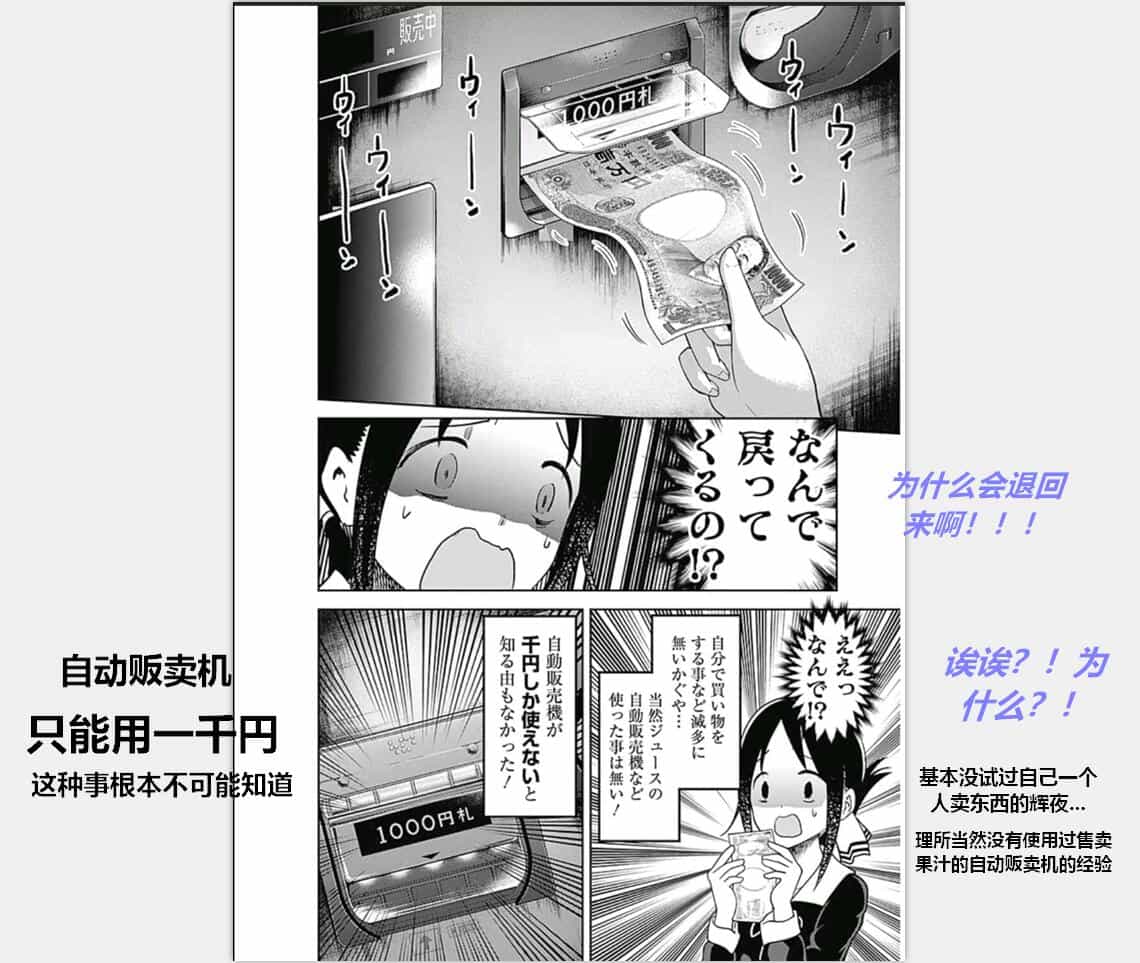 販売中
円
1000円札
壱万円
10000
ウィーン
ウィーン
ウィーン
ウィーン
ウィーン
なんで
戻って
くるの!?
为什么会退回
来啊！！！
ええっ
なんで!?
诶诶？！为
什么？！
自分で買い物を
する事など滅多に
無いかぐや…
当然ジュースの
自動販売機など
使った事は無い！
基本没试过自己一个
人卖东西的辉夜...
理所当然没有使用过售卖
果汁的自动贩卖机的经验
自動販売機が
千円しか使えないと
知る由もなかった！
1000円札
自动贩卖机
只能用一千円
这种事根本不可能知道